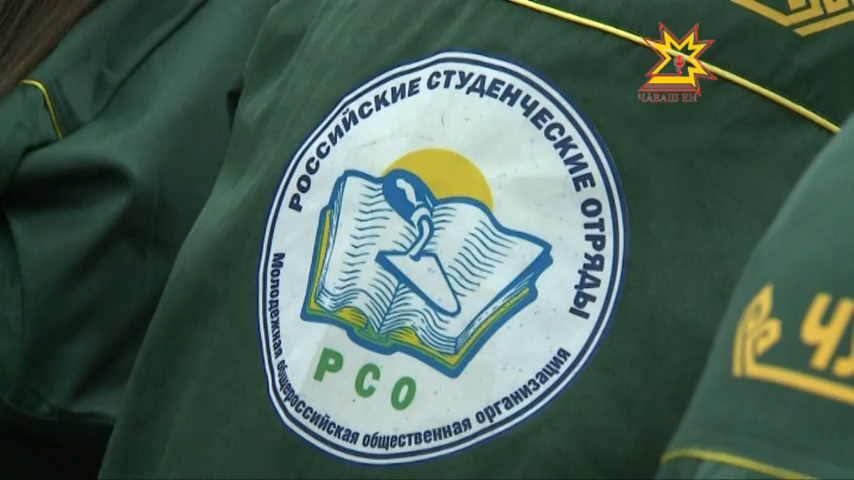 ЧĂВАШ ЕН
РОССИЙСКИЕ СТУДЕНЧЕСКИЕ ОТРЯДЫ
РСО
Молодежная общероссийская общественная организация